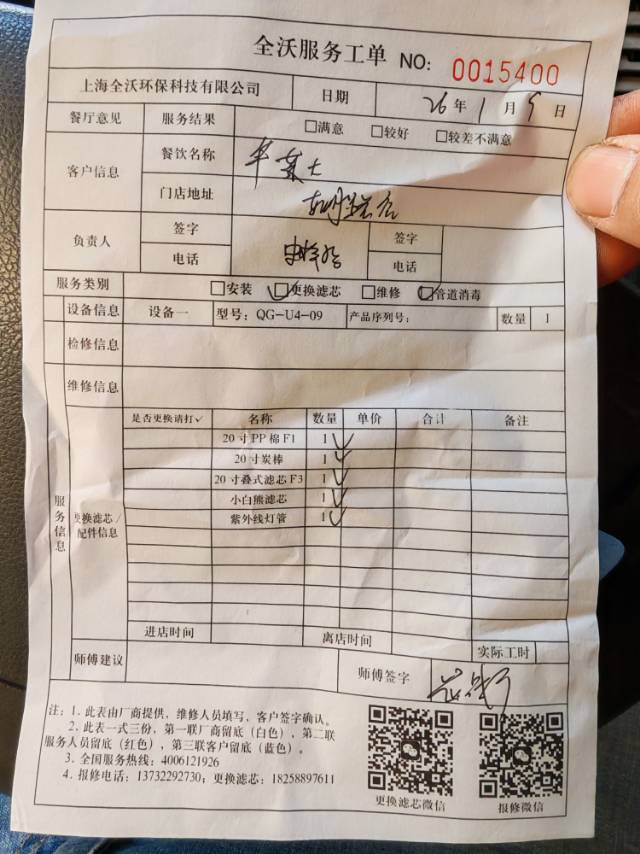 全沃服务工单 NO: 0015400
上海全沃环保科技有限公司 日期 26年1月9日
餐厅意见 服务结果 □满意 □较好 □较差不满意
客户信息 餐饮名称
门店地址
负责人 签字 签字
电话 电话
服务类别 □安装 □更换滤芯 □维修 □管道消毒
设备信息 设备一 型号: QG-U4-09 产品序列号: 数量 1
检修信息
维修信息
是否更换请打✓ 名称 数量 单价 合计 备注
20寸PP棉F1 1 ✓
20寸炭棒 1 ✓
20寸叠式滤芯F3 1 ✓
小白熊滤芯 1 ✓
紫外线灯管 1 ✓
服务信息
更换滤芯/
配件信息
进店时间 离店时间 实际工时
师傅建议 师傅签字
注: 1. 此表由厂商提供, 维修人员填写, 客户签字确认。
2. 此表一式三份, 第一联厂商留底 (白色), 第二联
服务人员留底 (红色), 第三联客户留底 (蓝色)。
3. 全国服务热线: 4006121926
4. 报修电话: 13732292730; 更换滤芯: 18258897611
更换滤芯微信 报修微信